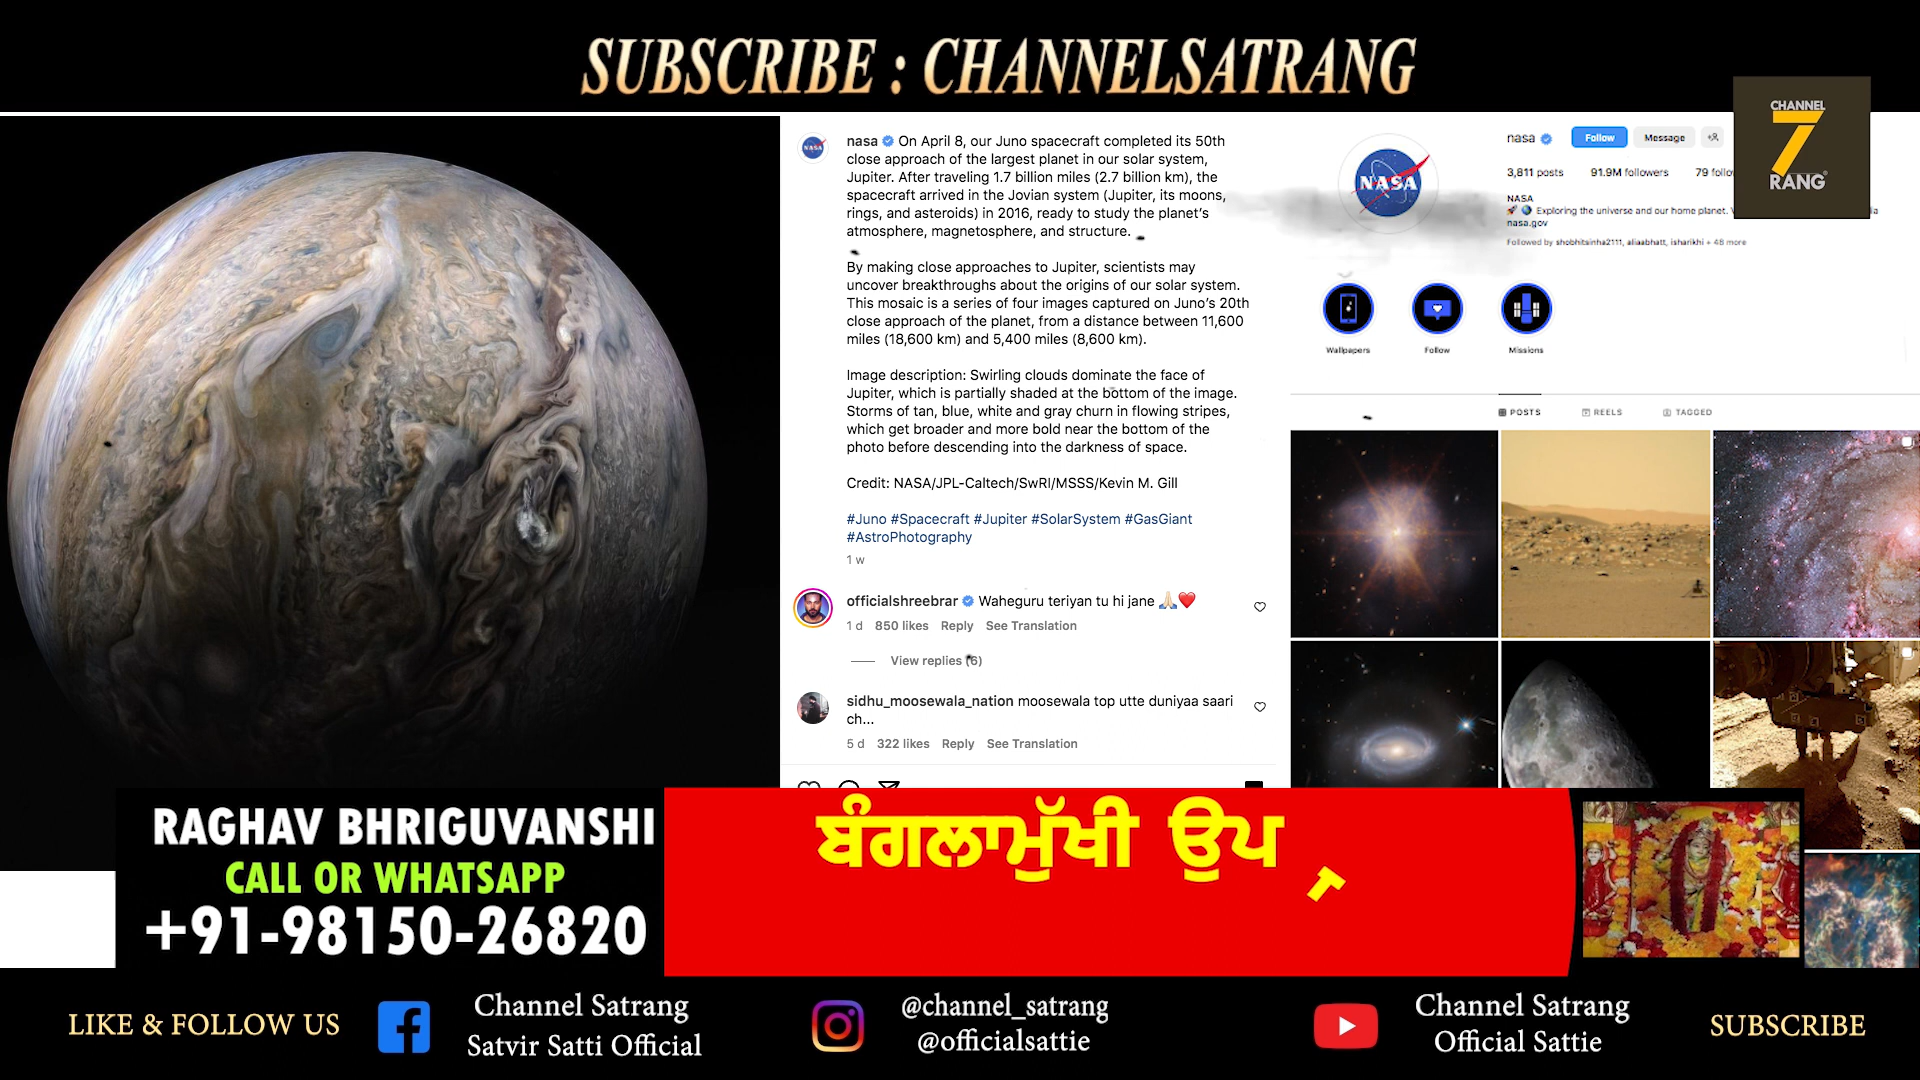 SUBSCRIBE : CHANNELSATRANG
CHANNEL
7
RANG
nasa On April 8, our Juno spacecraft completed its 50th
close approach of the largest planet in our solar system,
Jupiter. After traveling 1.7 billion miles (2.7 billion km), the
spacecraft arrived in the Jovian system (Jupiter, its moons,
rings, and asteroids) in 2016, ready to study the planet's
atmosphere, magnetosphere, and structure.
By making close approaches to Jupiter, scientists may
uncover breakthroughs about the origins of our solar system.
This mosaic is a series of four images captured on Juno's 20th
close approach of the planet, from a distance between 11,600
miles (18,600 km) and 5,400 miles (8,600 km).
Image description: Swirling clouds dominate the face of
Jupiter, which is partially shaded at the bottom of the image.
Storms of tan, blue, white and gray churn in flowing stripes,
which get broader and more bold near the bottom of the
photo before descending into the darkness of space.
Credit: NASA/JPL-Caltech/SwRI/MSSS/Kevin M. Gill
#Juno #Spacecraft #Jupiter #SolarSystem #GasGiant
#AstroPhotography
1 w
officialshreebrar Waheguru teriyan tu hi jane 🙏🏻❤️
1 d 850 likes Reply See Translation
View replies (6)
sidhu_moosewala_nation moosewala top utte duniyaa saari
ch...
5 d 322 likes Reply See Translation
NASA
nasa Follow Message
3,811 posts 91.9M followers 79 follo
NASA
🚀 🌎 Exploring the universe and our home planet.
nasa.gov
Followed by shobhitsinha2111, aliaabhatt, isharikhi + 48 more
Wallpapers Follow Missions
POSTS REELS TAGGED
RAGHAV BHRIGUVANSHI
CALL OR WHATSAPP
+91-98150-26820
ਬੰਗਲਾਮੁੱਖੀ ਉਪ
LIKE & FOLLOW US
Channel Satrang
Satvir Satti Official
@channel_satrang
@officialsattie
Channel Satrang
Official Sattie
SUBSCRIBE